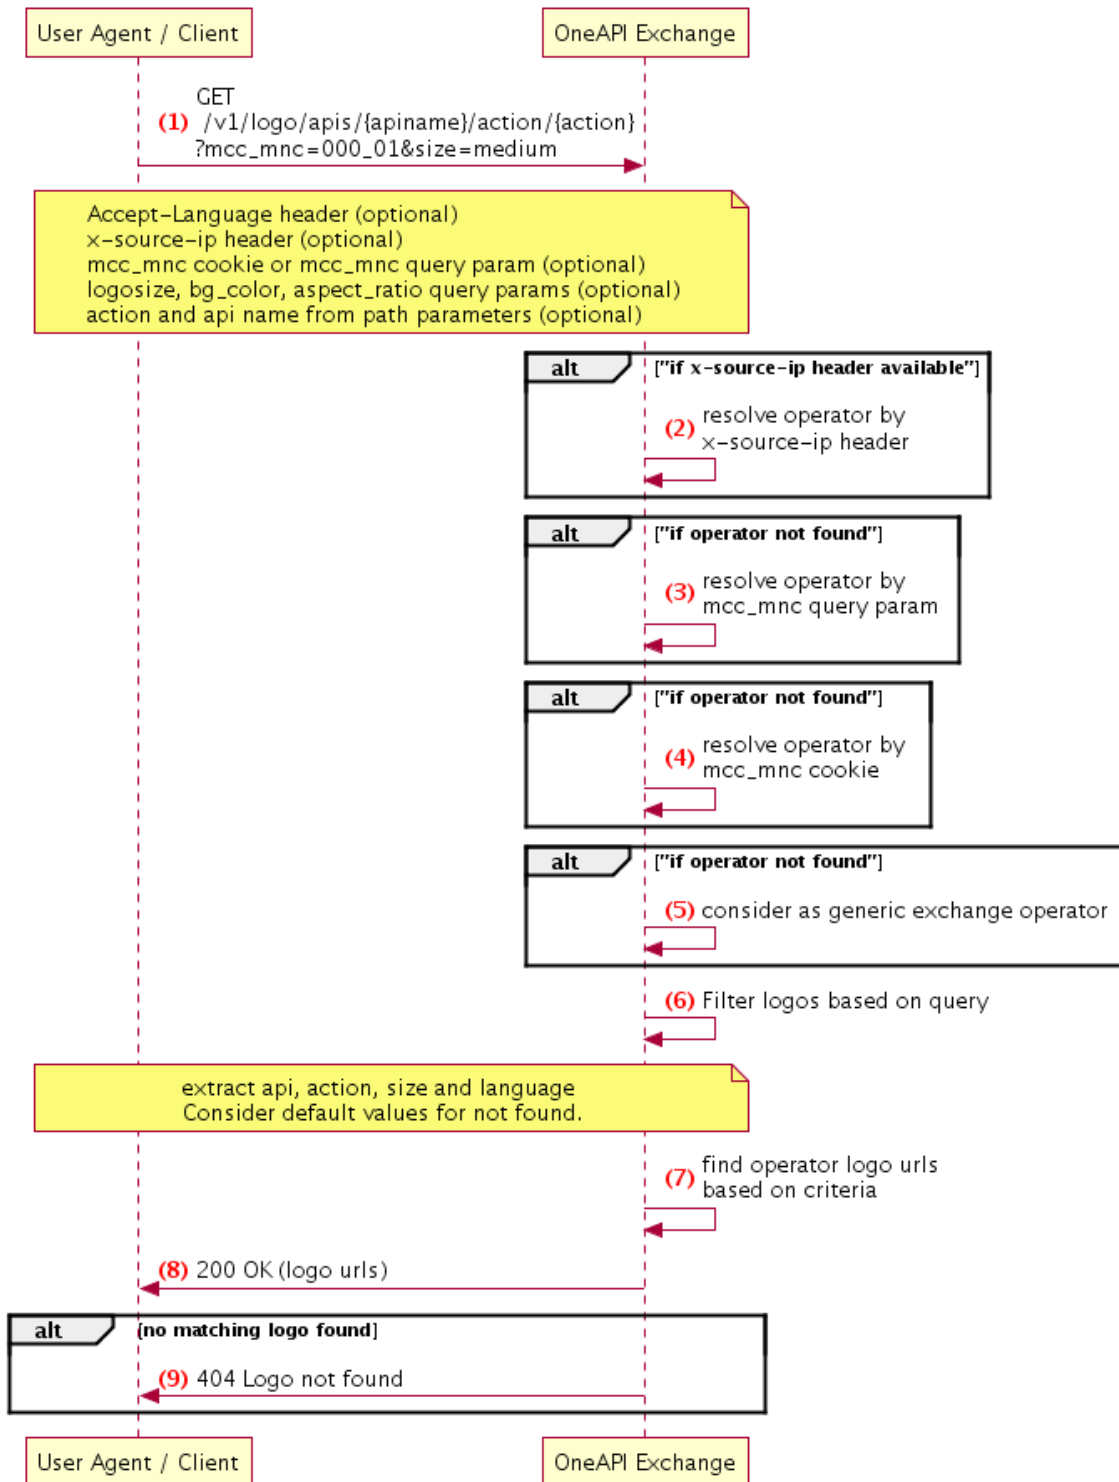 User Agent / Client
OneAPI Exchange
GET
(1) /v1/logo/apis/{apiname}/action/{action}
?mcc_mnc=000_01&size=medium
Accept-Language header (optional)
x-source-ip header (optional)
mcc_mnc cookie or mcc_mnc query param (optional)
logosize, bg_color, aspect_ratio query params (optional)
action and api name from path parameters (optional)
alt ["if x-source-ip header available"]
resolve operator by
(2) x-source-ip header
alt ["if operator not found"]
resolve operator by
(3) mcc_mnc query param
alt ["if operator not found"]
resolve operator by
(4) mcc_mnc cookie
alt ["if operator not found"]
(5) consider as generic exchange operator
(6) Filter logos based on query
extract api, action, size and language
Consider default values for not found.
find operator logo urls
(7) based on criteria
(8) 200 OK (logo urls)
alt [no matching logo found]
(9) 404 Logo not found
User Agent / Client
OneAPI Exchange